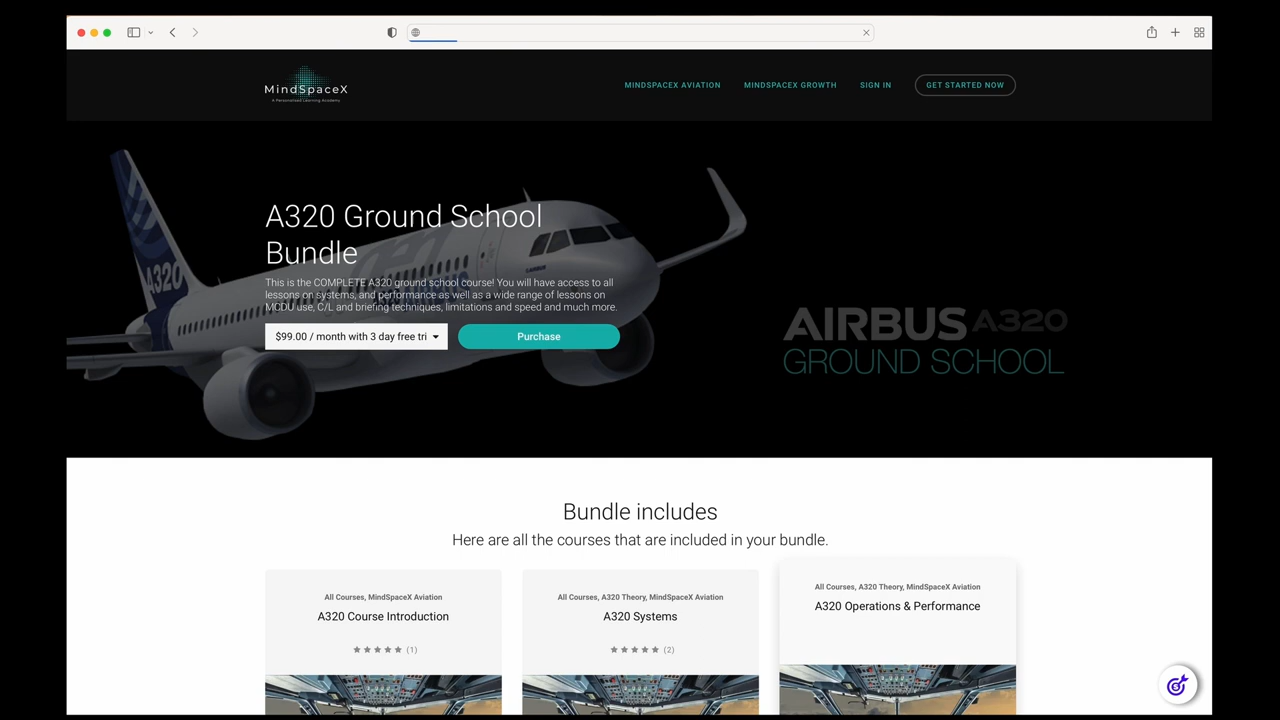 MindSpaceX
A Personalised Learning Academy
MINDSPACEX AVIATION
MINDSPACEX GROWTH
SIGN IN
GET STARTED NOW
A320 Ground School
Bundle
This is the COMPLETE A320 ground school course! You will have access to all
lessons on systems, and performance as well as a wide range of lessons on
MCDU use, C/L and briefing techniques, limitations and speed and much more.
$99.00 / month with 3 day free tri
Purchase
A320
AIRBUS A320
GROUND SCHOOL
Bundle includes
Here are all the courses that are included in your bundle.
All Courses, MindSpaceX Aviation
A320 Course Introduction
(1)
All Courses, A320 Theory, MindSpaceX Aviation
A320 Systems
(2)
All Courses, A320 Theory, MindSpaceX Aviation
A320 Operations & Performance